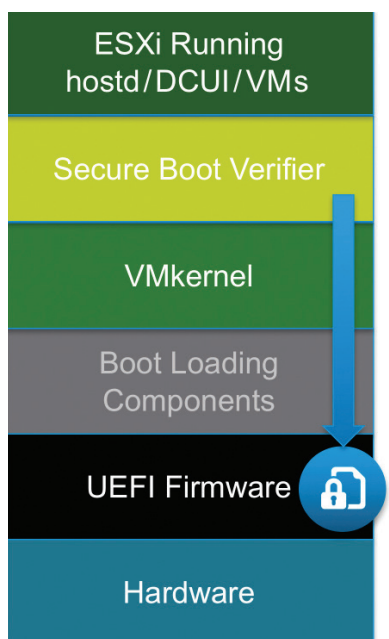 ESXi Running
hostd/DCUI/VMs
Secure Boot Verifier
VMkernel
Boot Loading
Components
UEFI Firmware
Hardware